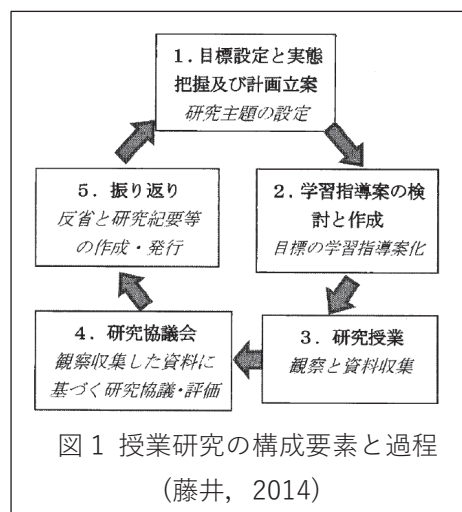 1．目標設定と実態
把握及び計画立案
研究主題の設定
2．学習指導案の検
討と作成
目標の学習指導案化
3．研究授業
観察と資料収集
4．研究協議会
観察収集した資料に
基づく研究協議・評価
5．振り返り
反省と研究紀要等
の作成・発行
図1 授業研究の構成要素と過程
(藤井，2014)